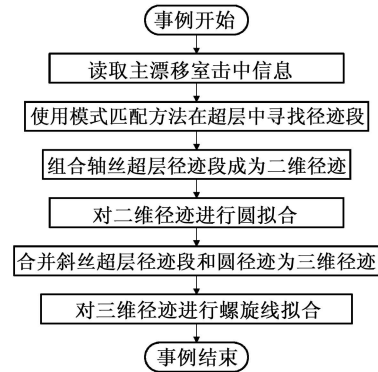 事例开始
读取主漂移室击中信息
使用模式匹配方法在超层中寻找径迹段
组合轴丝超层径迹段成为二维径迹
对二维径迹进行圆拟合
合并斜丝超层径迹段和圆径迹为三维径迹
对三维径迹进行螺旋线拟合
事例结束